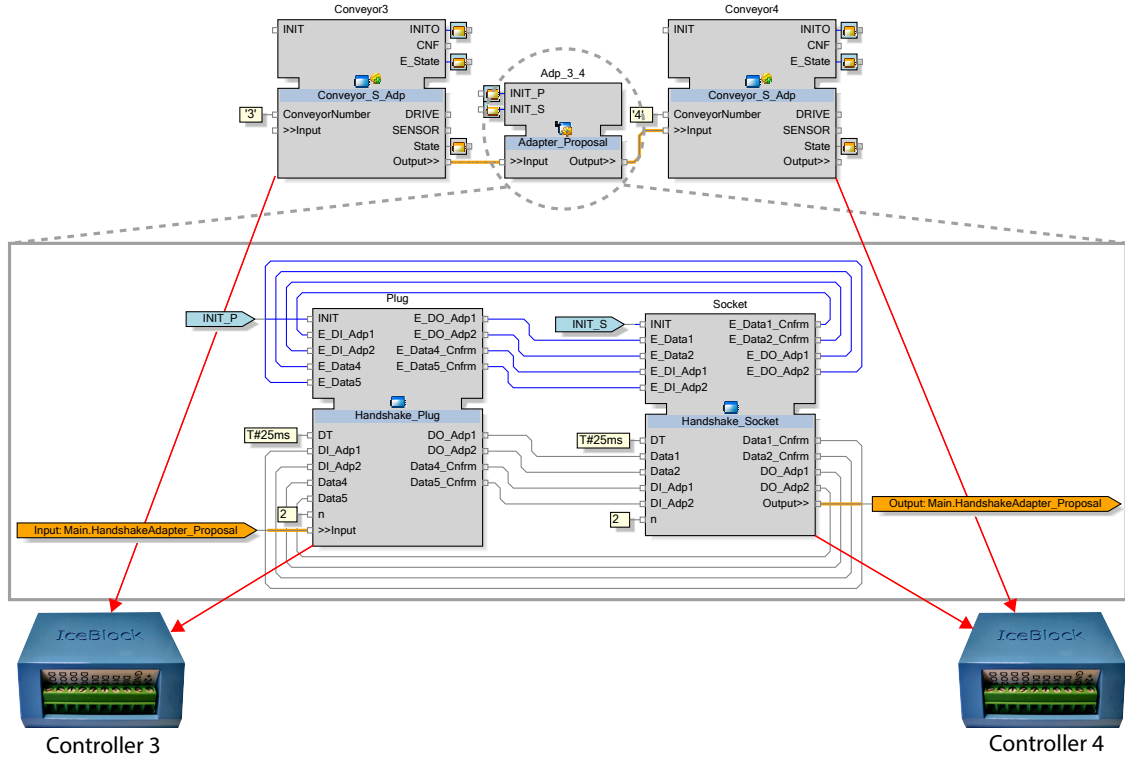 Conveyor3
INIT
INITO
CNF
E_State
Conveyor_S_Adp
'3'
ConveyorNumber
DRIVE
>>Input
SENSOR
State
Output>>
Adp_3_4
INIT_P
INIT_S
Adapter_Proposal
>>Input
Output>>
Conveyor4
INIT
INITO
CNF
E_State
Conveyor_S_Adp
ConveyorNumber
DRIVE
>>Input
SENSOR
State
Output>>
INIT_P
Plug
INIT
E_DO_Adp1
E_DI_Adp1
E_DO_Adp2
E_DI_Adp2
E_Data4_Cnfrm
E_Data4
E_Data5_Cnfrm
E_Data5
Handshake_Plug
T#25ms
DT
DO_Adp1
DI_Adp1
DO_Adp2
DI_Adp2
Data4_Cnfrm
Data4
Data5_Cnfrm
Data5
2
n
>>Input
Input: Main.HandshakeAdapter_Proposal
INIT_S
Socket
INIT
E_Data1_Cnfrm
E_Data1
E_Data2_Cnfrm
E_Data2
E_DO_Adp1
E_DI_Adp1
E_DO_Adp2
E_DI_Adp2
Handshake_Socket
T#25ms
DT
Data1_Cnfrm
Data1
Data2_Cnfrm
Data2
DO_Adp1
DI_Adp1
DO_Adp2
DI_Adp2
Output>>
2
n
Output: Main.HandshakeAdapter_Proposal
IceBlock
Controller 3
IceBlock
Controller 4